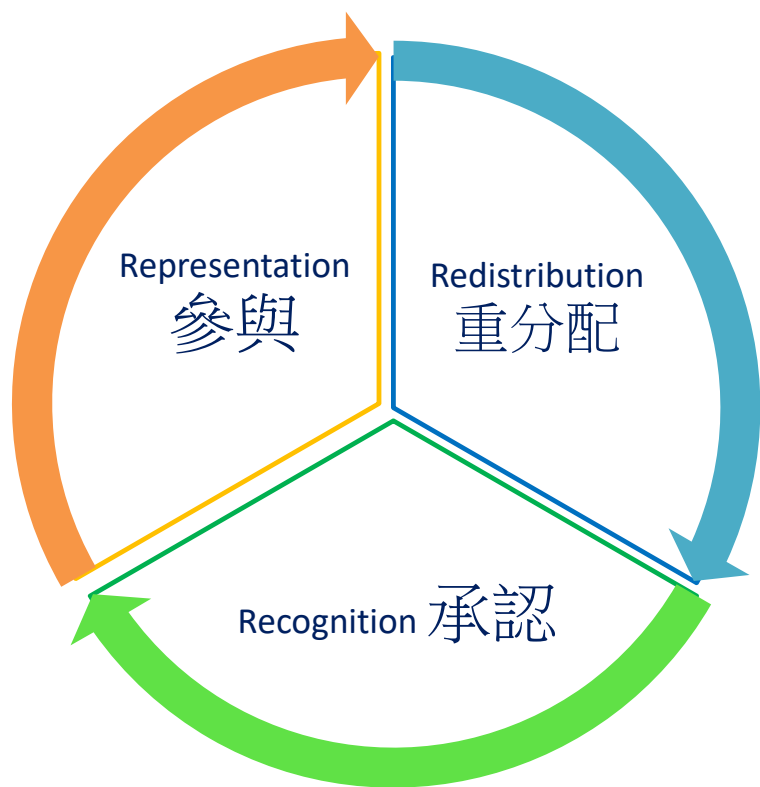 Representation
參與
Redistribution
重分配
Recognition 承認